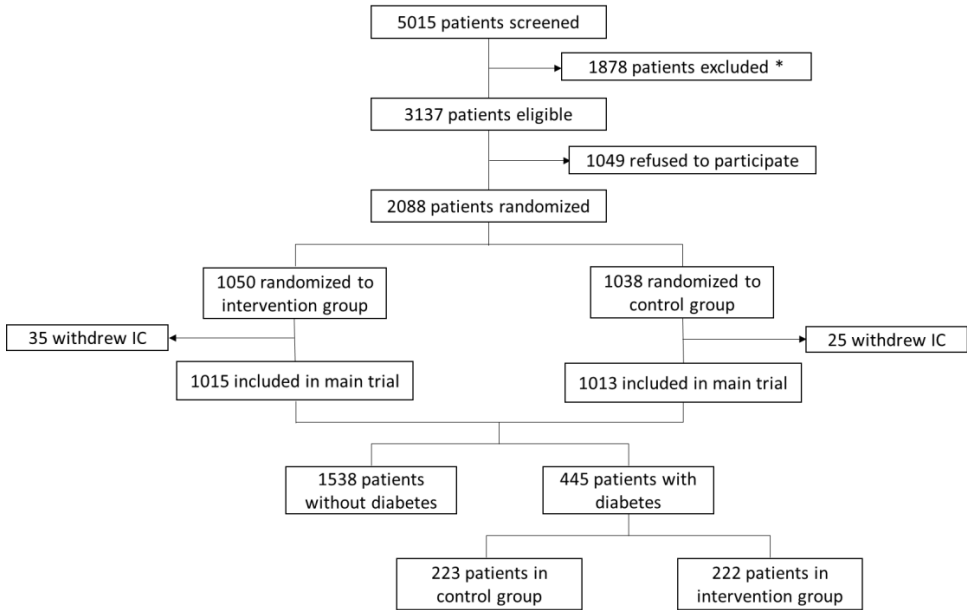 5015 patients screened
1878 patients excluded *
3137 patients eligible
1049 refused to participate
2088 patients randomized
1050 randomized to
intervention group
1038 randomized to
control group
35 withdrew IC
25 withdrew IC
1015 included in main trial
1013 included in main trial
1538 patients
without diabetes
445 patients with
diabetes
223 patients in
control group
222 patients in
intervention group